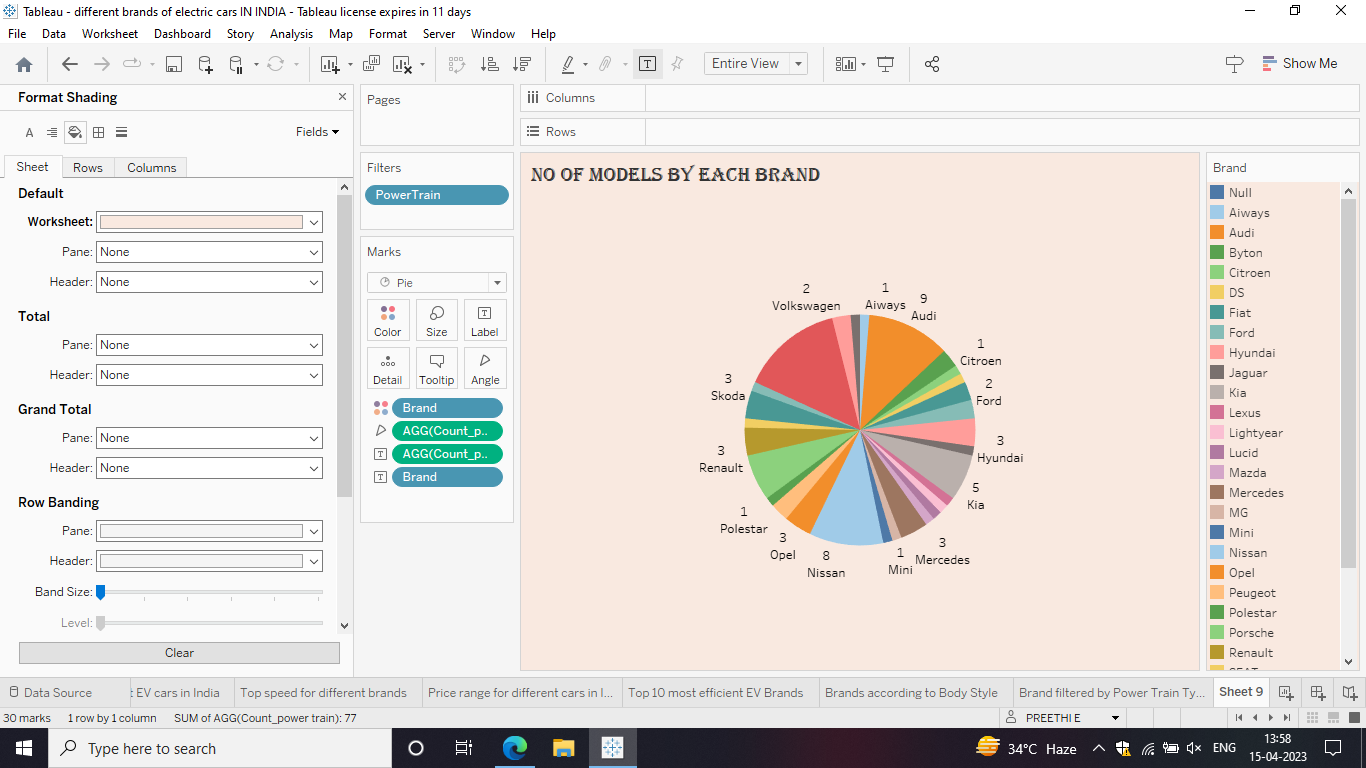 Tableau - different brands of electric cars IN INDIA - Tableau license expires in 11 days
File Data Worksheet Dashboard Story Analysis Map Format Server Window Help
Entire View
Show Me
Format Shading
Fields
Sheet Rows Columns
Default
Worksheet:
Pane: None
Header: None
Total
Pane: None
Header: None
Grand Total
Pane: None
Header: None
Row Banding
Pane:
Header:
Band Size:
Level:
Clear
Pages
Filters
PowerTrain
Marks
Pie
Color Size Label
Detail Tooltip Angle
Brand
AGG(Count_p..
AGG(Count_p..
Brand
Columns
Rows
NO OF MODELS BY EACH BRAND
2
Volkswagen
1
Aiways
9
Audi
1
Citroen
2
Ford
3
Hyundai
5
Kia
3
Mercedes
1
Mini
8
Nissan
3
Opel
1
Polestar
3
Renault
3
Skoda
Brand
Null
Aiways
Audi
Byton
Citroen
DS
Fiat
Ford
Hyundai
Jaguar
Kia
Lexus
Lightyear
Lucid
Mazda
Mercedes
MG
Mini
Nissan
Opel
Peugeot
Polestar
Porsche
Renault
Data Source
: EV cars in India
Top speed for different brands
Price range for different cars in I...
Top 10 most efficient EV Brands
Brands according to Body Style
Brand filtered by Power Train Ty...
Sheet 9
30 marks 1 row by 1 column SUM of AGG(Count_power train): 77
PREETHI E
Type here to search
34°C Haze
ENG
13:58
15-04-2023